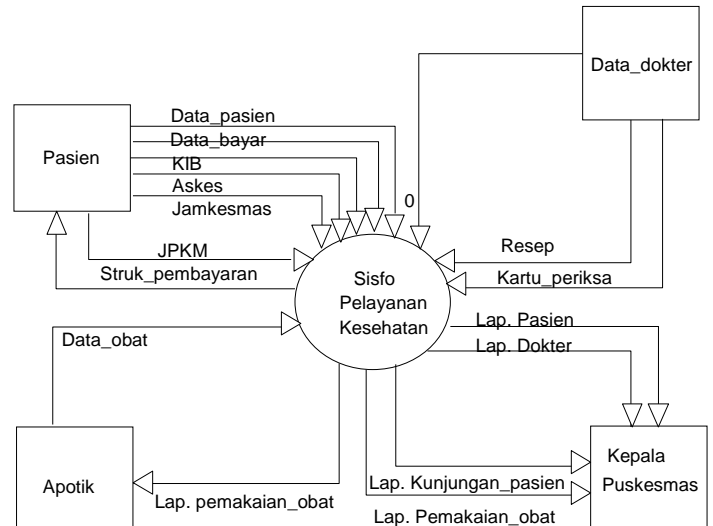 Data_dokter
Pasien
Data_pasien
Data_bayar
KIB
Askes
Jamkesmas
0
JPKM
Struk_pembayaran
Resep
Kartu_periksa
Sisfo
Pelayanan
Kesehatan
Data_obat
Lap. Pasien
Lap. Dokter
Apotik
Lap. pemakaian_obat
Lap. Kunjungan_pasien
Lap. Pemakaian_obat
Kepala
Puskesmas